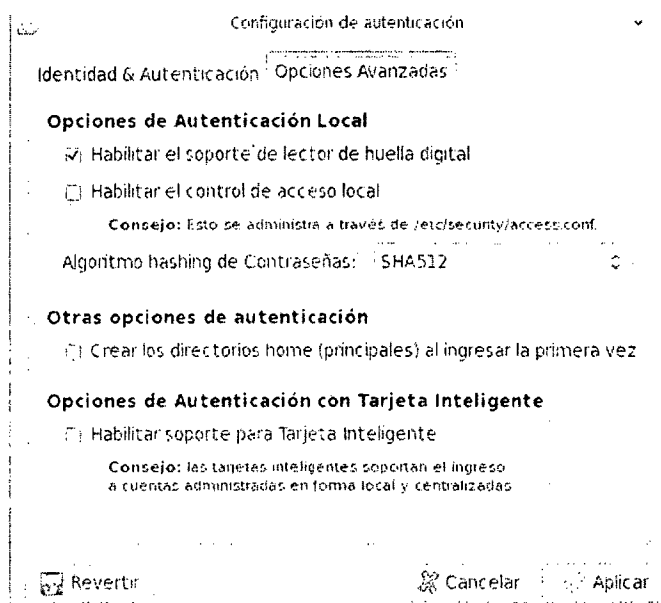 Configuración de autenticación
Identidad & Autenticación Opciones Avanzadas
Opciones de Autenticación Local
Habilitar el soporte de lector de huella digital
Habilitar el control de acceso local
Consejo: Esto se administra a través de /etc/security/access.conf.
Algoritmo hashing de Contraseñas: SHA512
Otras opciones de autenticación
Crear los directorios home (principales) al ingresar la primera vez
Opciones de Autenticación con Tarjeta Inteligente
Habilitar soporte para Tarjeta Inteligente
Consejo: las tarjetas inteligentes soportan el ingreso
a cuentas administradas en forma local y centralizadas
Revertir Cancelar Aplicar